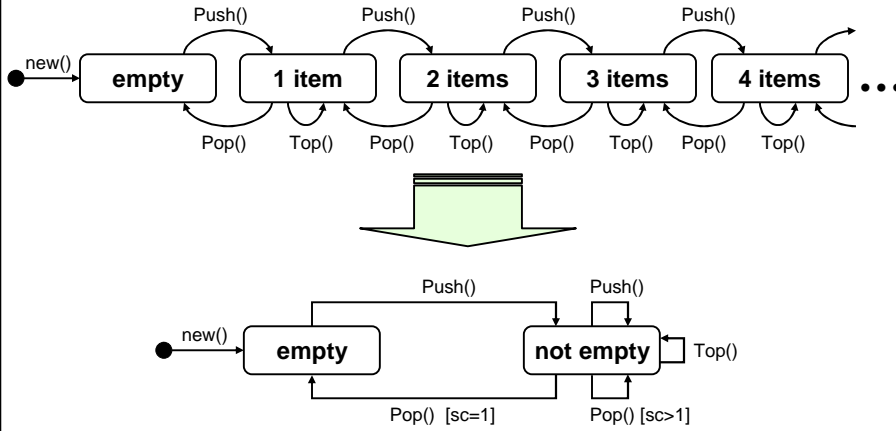 Push() Push() Push() Push()
new()
empty 1 item 2 items 3 items 4 items ...
Pop() Top() Pop() Top() Pop() Top() Pop() Top()
Push() Push()
new()
empty not empty Top()
Pop() [sc=1] Pop() [sc>1]